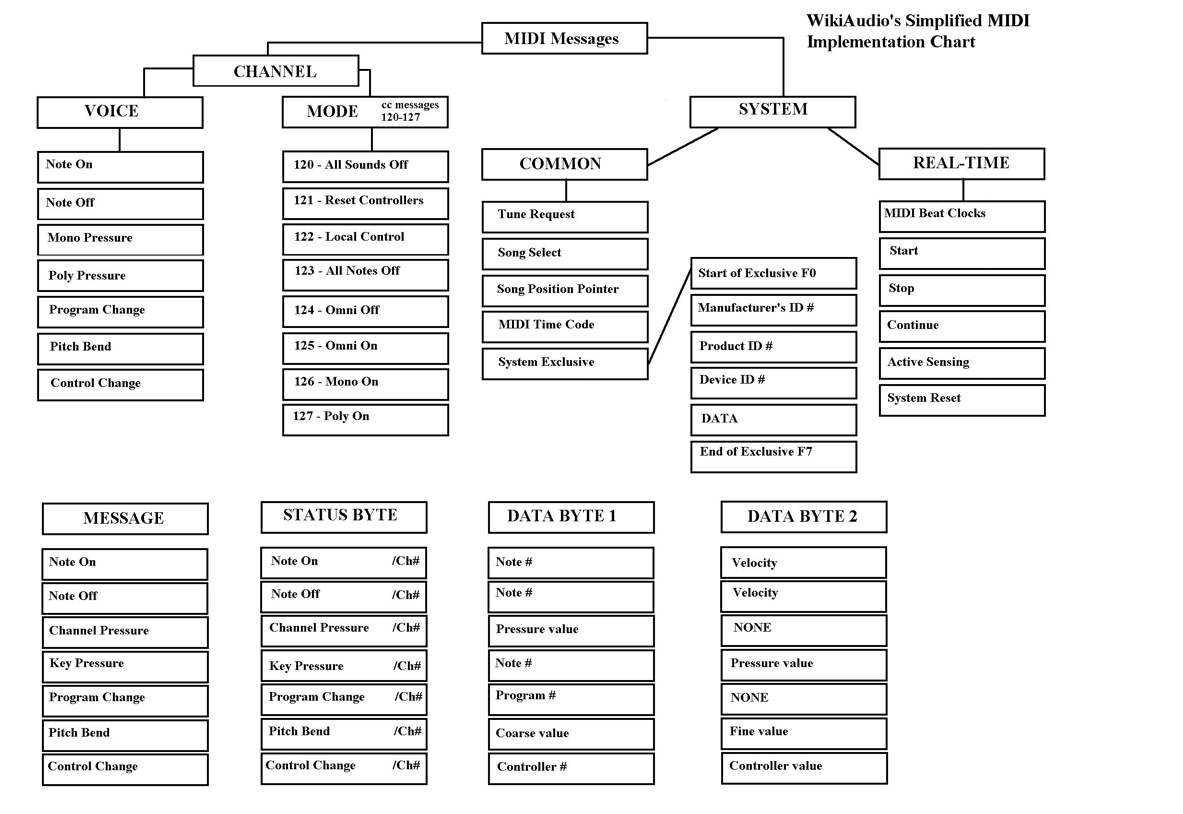 WikiAudio's Simplified MIDI
Implementation Chart
MIDI Messages
CHANNEL
VOICE
Note On
Note Off
Mono Pressure
Poly Pressure
Program Change
Pitch Bend
Control Change
MODE
cc messages
120-127
120 - All Sounds Off
121 - Reset Controllers
122 - Local Control
123 - All Notes Off
124 - Omni Off
125 - Omni On
126 - Mono On
127 - Poly On
SYSTEM
COMMON
Tune Request
Song Select
Song Position Pointer
MIDI Time Code
System Exclusive
Start of Exclusive F0
Manufacturer's ID #
Product ID #
Device ID #
DATA
End of Exclusive F7
REAL-TIME
MIDI Beat Clocks
Start
Stop
Continue
Active Sensing
System Reset
MESSAGE STATUS BYTE DATA BYTE 1 DATA BYTE 2
Note On Note On /Ch# Note # Velocity
Note Off Note Off /Ch# Note # Velocity
Channel Pressure Channel Pressure /Ch# Pressure value NONE
Key Pressure Key Pressure /Ch# Note # Pressure value
Program Change Program Change /Ch# Program # NONE
Pitch Bend Pitch Bend /Ch# Coarse value Fine value
Control Change Control Change /Ch# Controller # Controller value